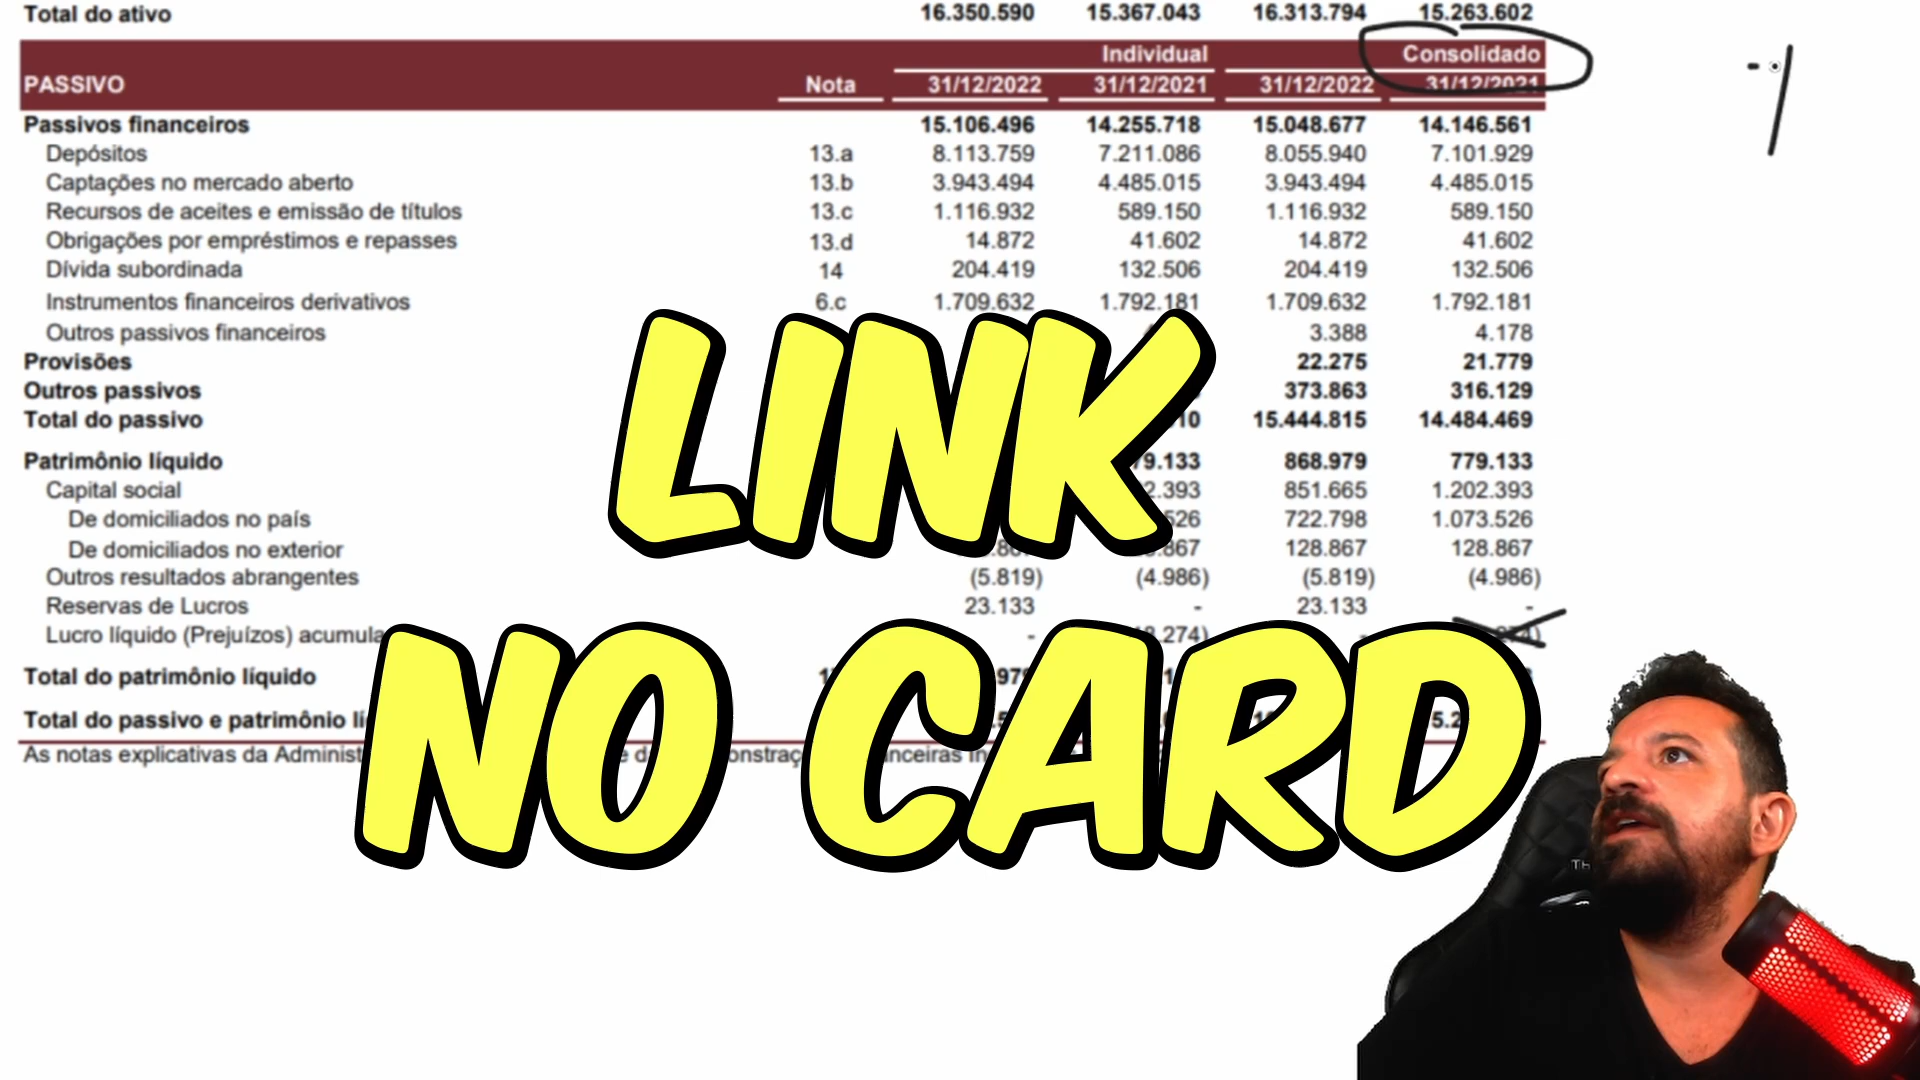 Total do ativo 16.350.590 15.367.043 16.313.794 15.263.602
Individual Consolidado
PASSIVO Nota 31/12/2022 31/12/2021 31/12/2022 31/12/2021
Passivos financeiros 15.106.496 14.255.718 15.048.677 14.146.561
Depósitos 13.a 8.113.759 7.211.086 8.055.940 7.101.929
Captações no mercado aberto 13.b 3.943.494 4.485.015 3.943.494 4.485.015
Recursos de aceites e emissão de títulos 13.c 1.116.932 589.150 1.116.932 589.150
Obrigações por empréstimos e repasses 13.d 14.872 41.602 14.872 41.602
Dívida subordinada 14 204.419 132.506 204.419 132.506
Instrumentos financeiros derivativos 6.c 1.709.632 1.792.181 1.709.632 1.792.181
Outros passivos financeiros 3.388 4.178
Provisões 22.275 21.779
Outros passivos 373.863 316.129
Total do passivo 15.444.815 14.484.469
Patrimônio líquido 868.979 779.133
Capital social 851.665 1.202.393
De domiciliados no país 722.798 1.073.526
De domiciliados no exterior 128.867 128.867
Outros resultados abrangentes (5.819) (4.986) (5.819) (4.986)
Reservas de Lucros 23.133 - 23.133 -
Lucro líquido (Prejuízos) -
Total do patrimônio líquido
Total do passivo e patrimônio
As notas explicativas da
LINK
NO CARD